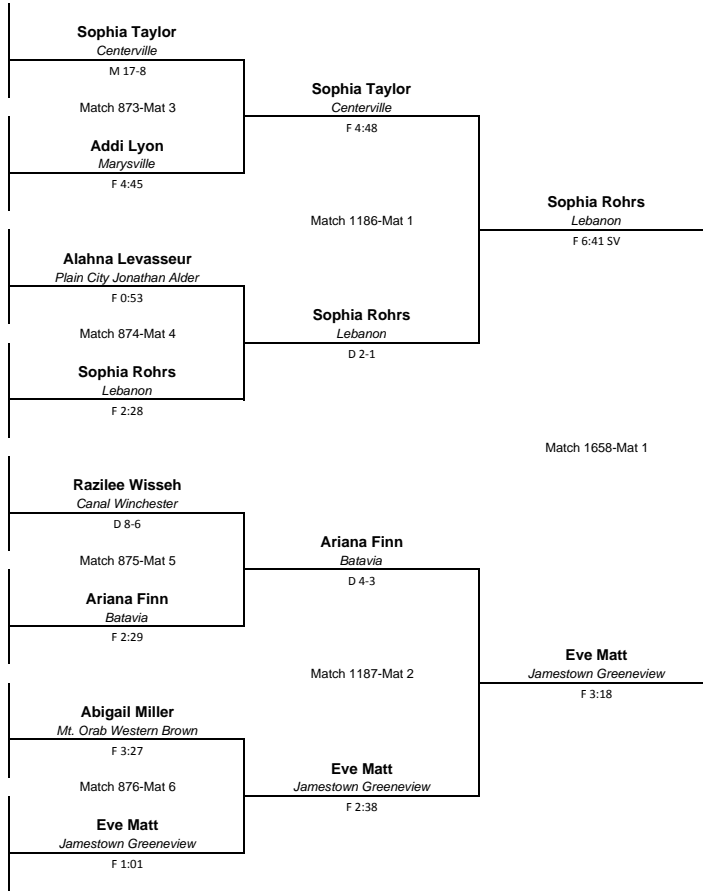 Sophia Taylor
Centerville
M 17-8
Match 873-Mat 3
Addi Lyon
Marysville
F 4:45
Sophia Taylor
Centerville
F 4:48
Match 1186-Mat 1
Alahna Levasseur
Plain City Jonathan Alder
F 0:53
Match 874-Mat 4
Sophia Rohrs
Lebanon
F 2:28
Sophia Rohrs
Lebanon
D 2-1
Sophia Rohrs
Lebanon
F 6:41 SV
Match 1658-Mat 1
Razilee Wisseh
Canal Winchester
D 8-6
Match 875-Mat 5
Ariana Finn
Batavia
F 2:29
Ariana Finn
Batavia
D 4-3
Match 1187-Mat 2
Abigail Miller
Mt. Orab Western Brown
F 3:27
Match 876-Mat 6
Eve Matt
Jamestown Greeneview
F 1:01
Eve Matt
Jamestown Greeneview
F 2:38
Eve Matt
Jamestown Greeneview
F 3:18